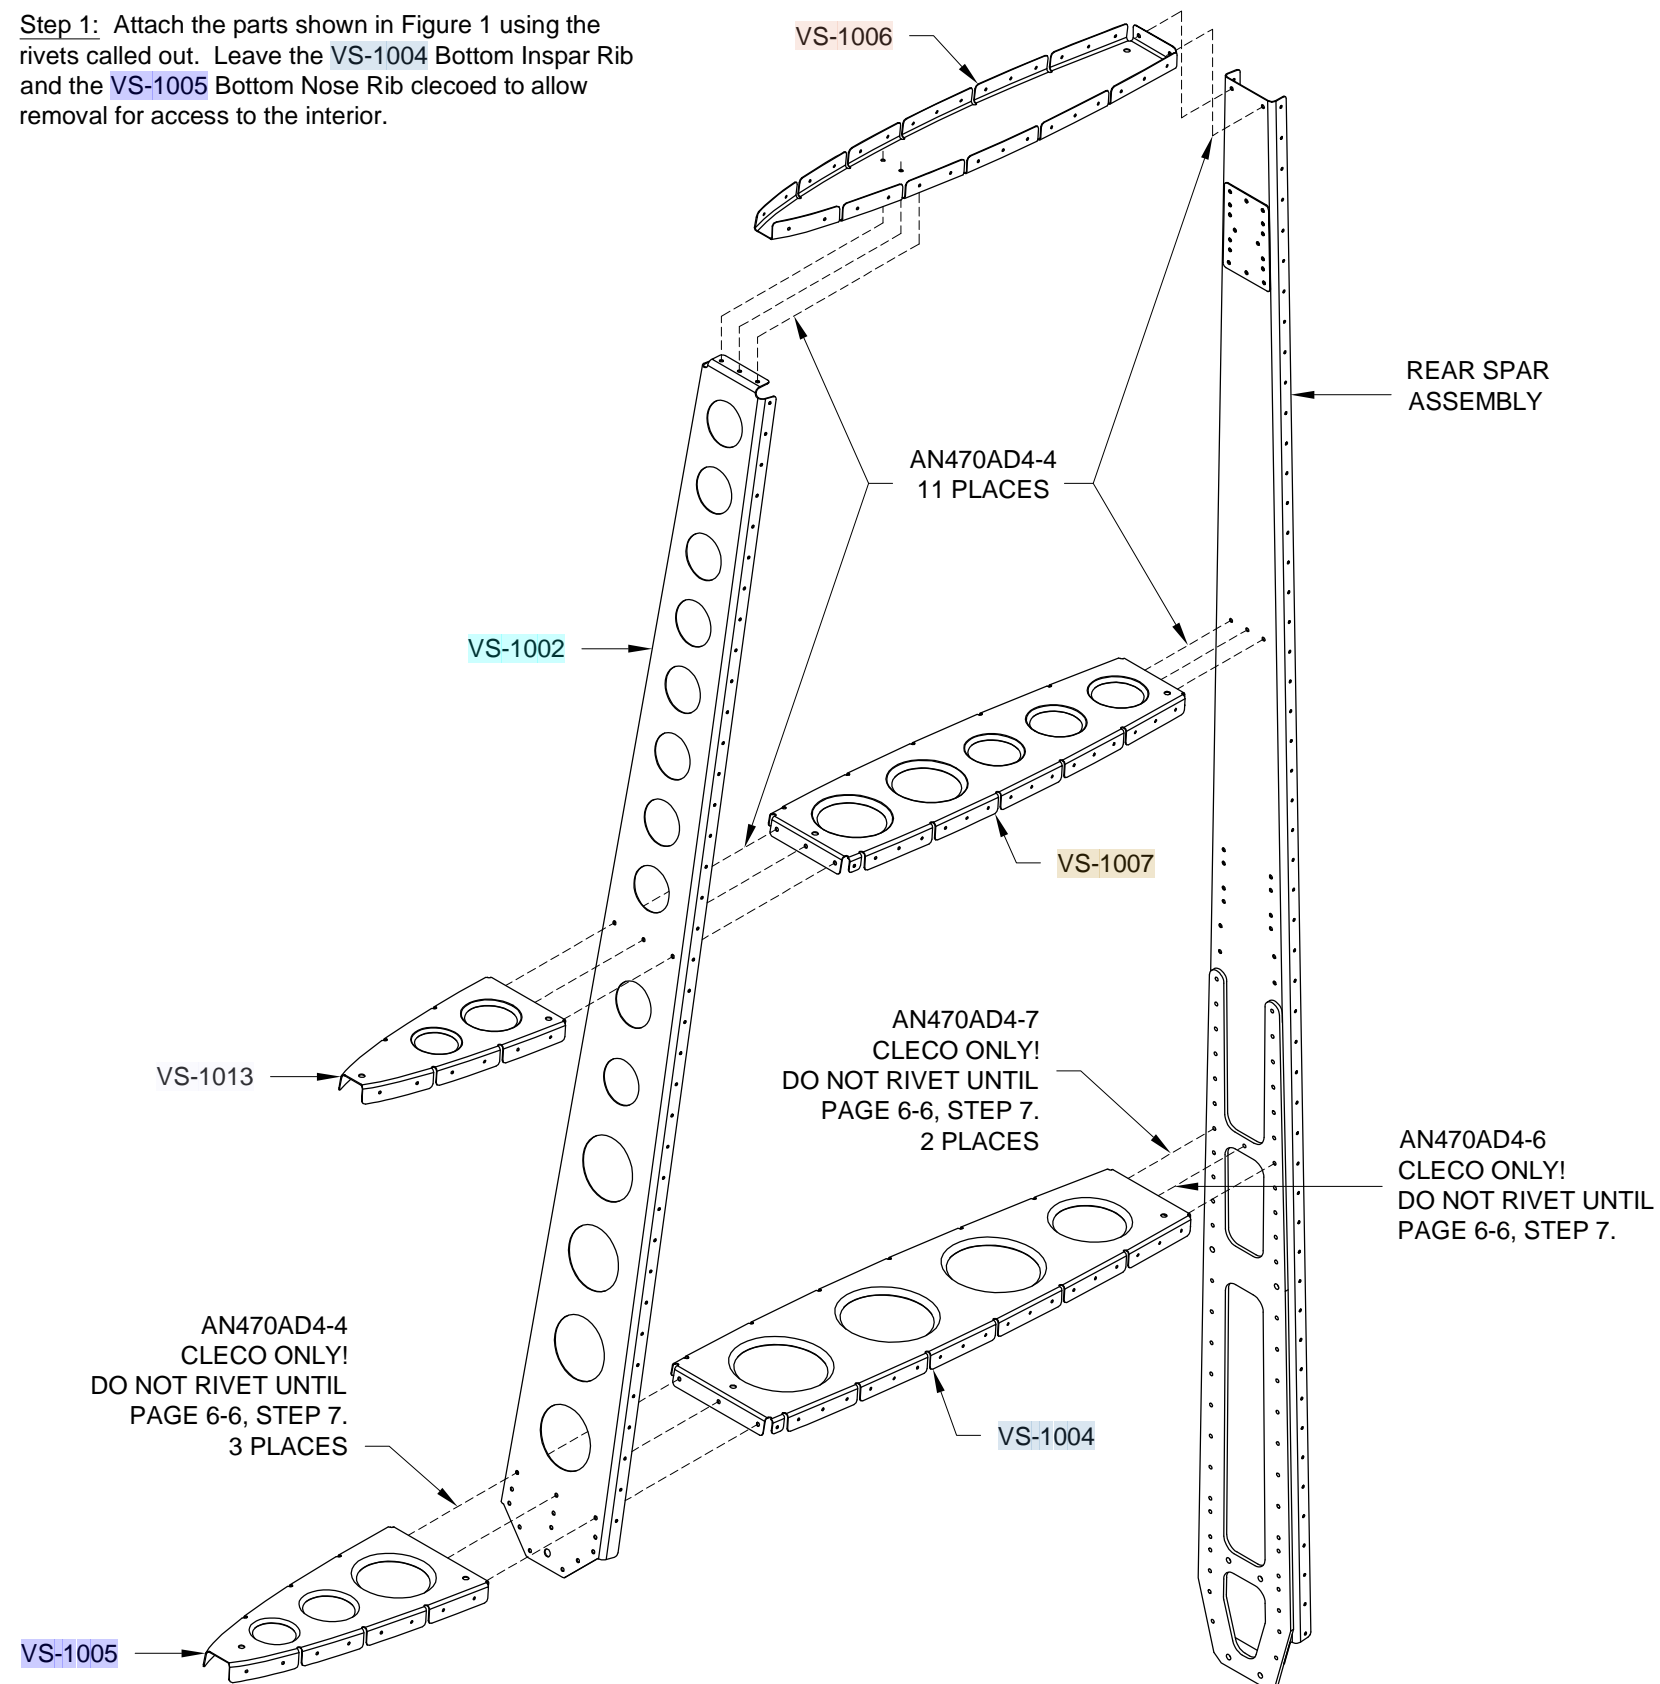 Step 1: Attach the parts shown in Figure 1 using the
rivets called out. Leave the VS-1004 Bottom Inspar Rib
and the VS-1005 Bottom Nose Rib clecoed to allow
removal for access to the interior.
VS-1006
REAR SPAR
ASSEMBLY
AN470AD4-4
11 PLACES
VS-1002
VS-1007
VS-1013
AN470AD4-7
CLECO ONLY!
DO NOT RIVET UNTIL
PAGE 6-6, STEP 7.
2 PLACES
AN470AD4-6
CLECO ONLY!
DO NOT RIVET UNTIL
PAGE 6-6, STEP 7.
AN470AD4-4
CLECO ONLY!
DO NOT RIVET UNTIL
PAGE 6-6, STEP 7.
3 PLACES
VS-1004
VS-1005